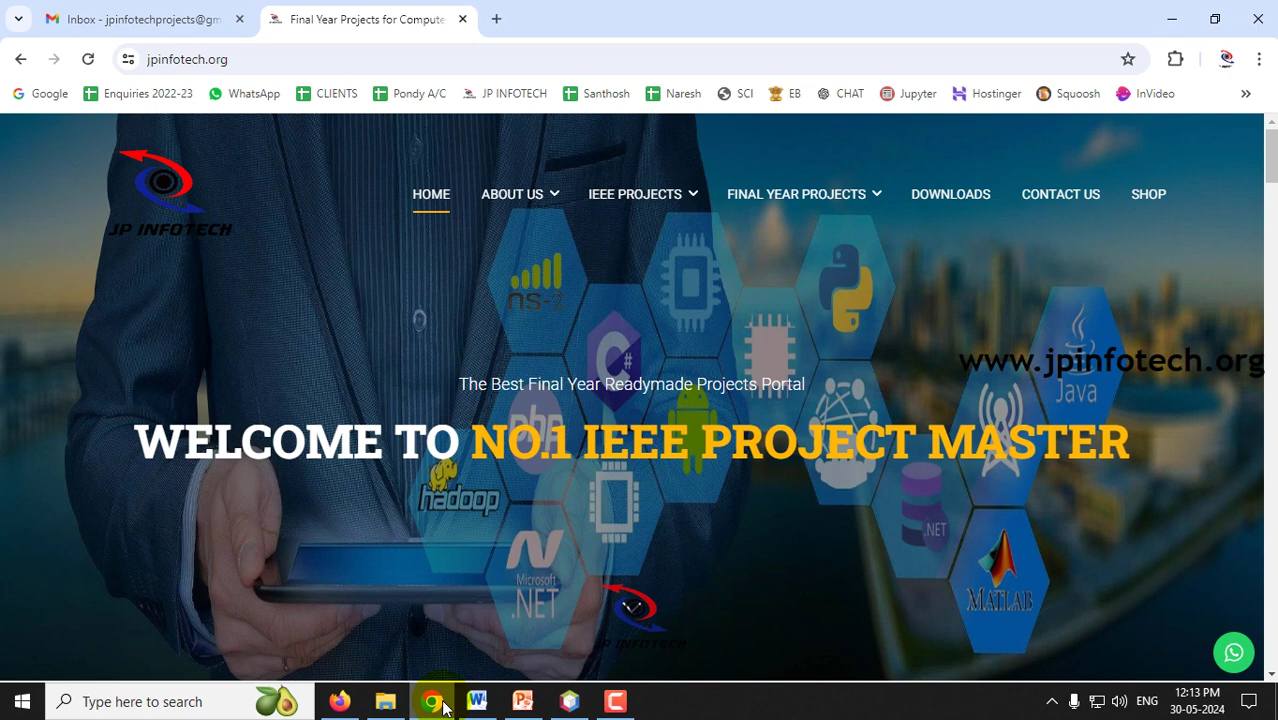 Inbox - jpinfotechprojects@gm
Final Year Projects for Compute
jpinfotech.org
Google
Enquiries 2022-23
WhatsApp
CLIENTS
Pondy A/C
JP INFOTECH
Santhosh
Naresh
SCI
EB
CHAT
Jupyter
Hostinger
Squoosh
InVideo
JP INFOTECH
HOME
ABOUT US
IEEE PROJECTS
FINAL YEAR PROJECTS
DOWNLOADS
CONTACT US
SHOP
ns-2
C#
www.jpinfotech.org
Java
The Best Final Year Readymade Projects Portal
php
WELCOME TO NO.1 IEEE PROJECT MASTER
hadoop
.NET
Microsoft
.NET
MATLAB
JP INFOTECH
Type here to search
ENG
12:13 PM
30-05-2024